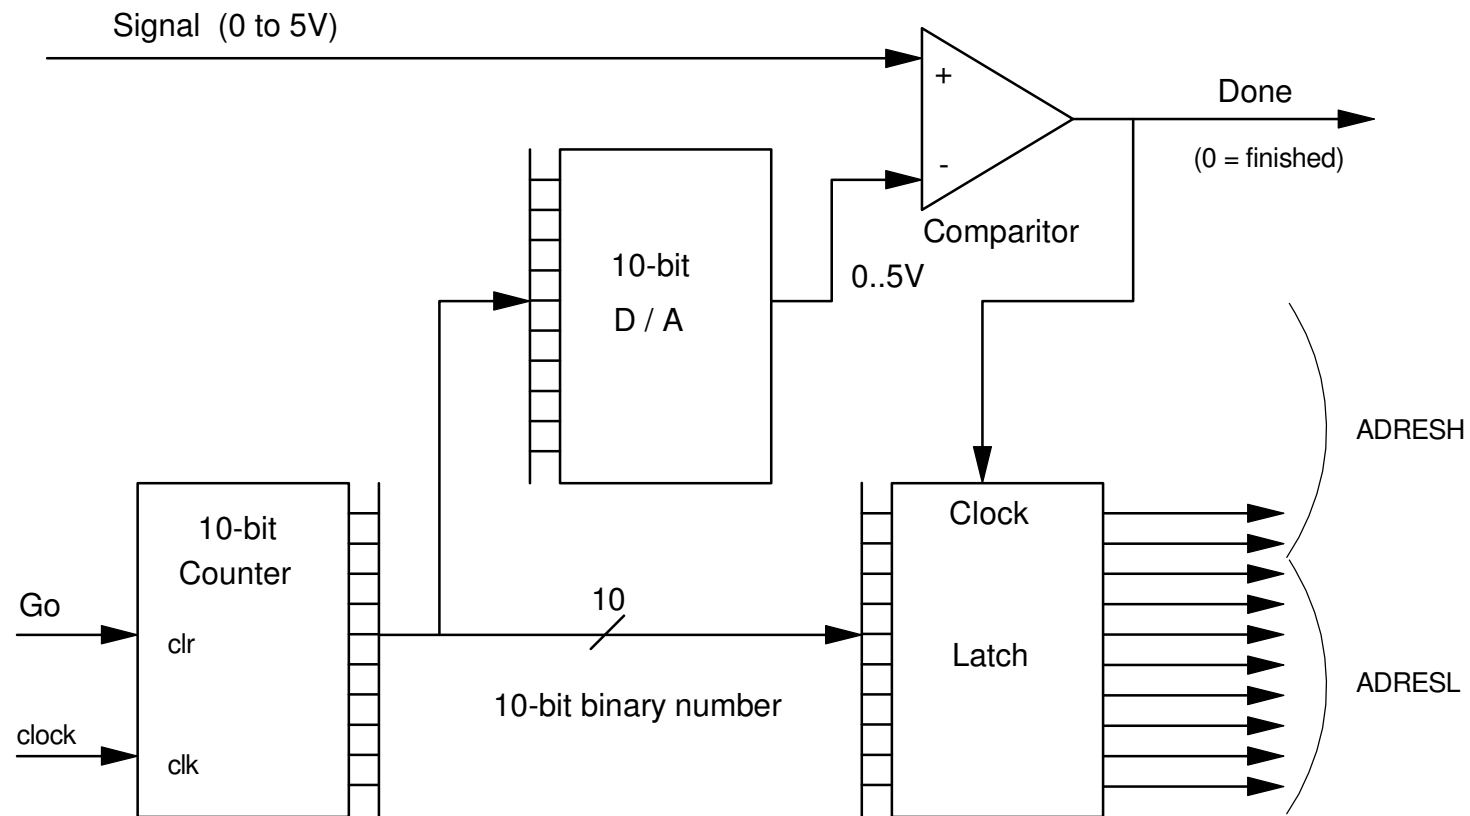 Signal  (0 to 5V)
+
Done
(0 = finished)
-
Comparitor
10-bit
D / A
0..5V
ADRESH
Clock
10-bit
Counter
Go
clr
10
Latch
ADRESL
10-bit binary number
clock
clk